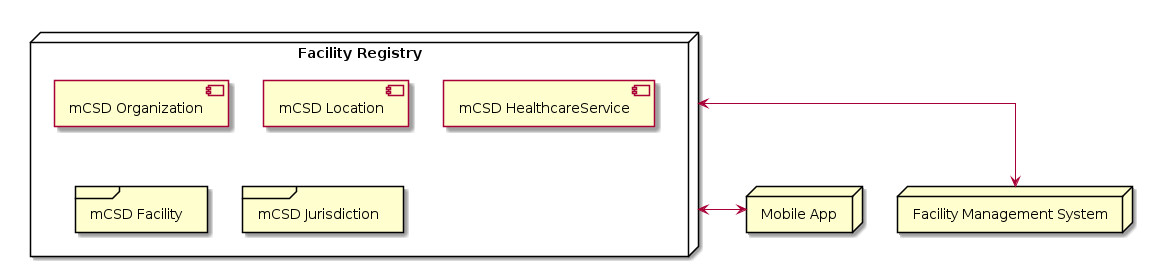 Facility Registry
mCSD Organization
mCSD Location
mCSD HealthcareService
mCSD Facility
mCSD Jurisdiction
Mobile App
Facility Management System